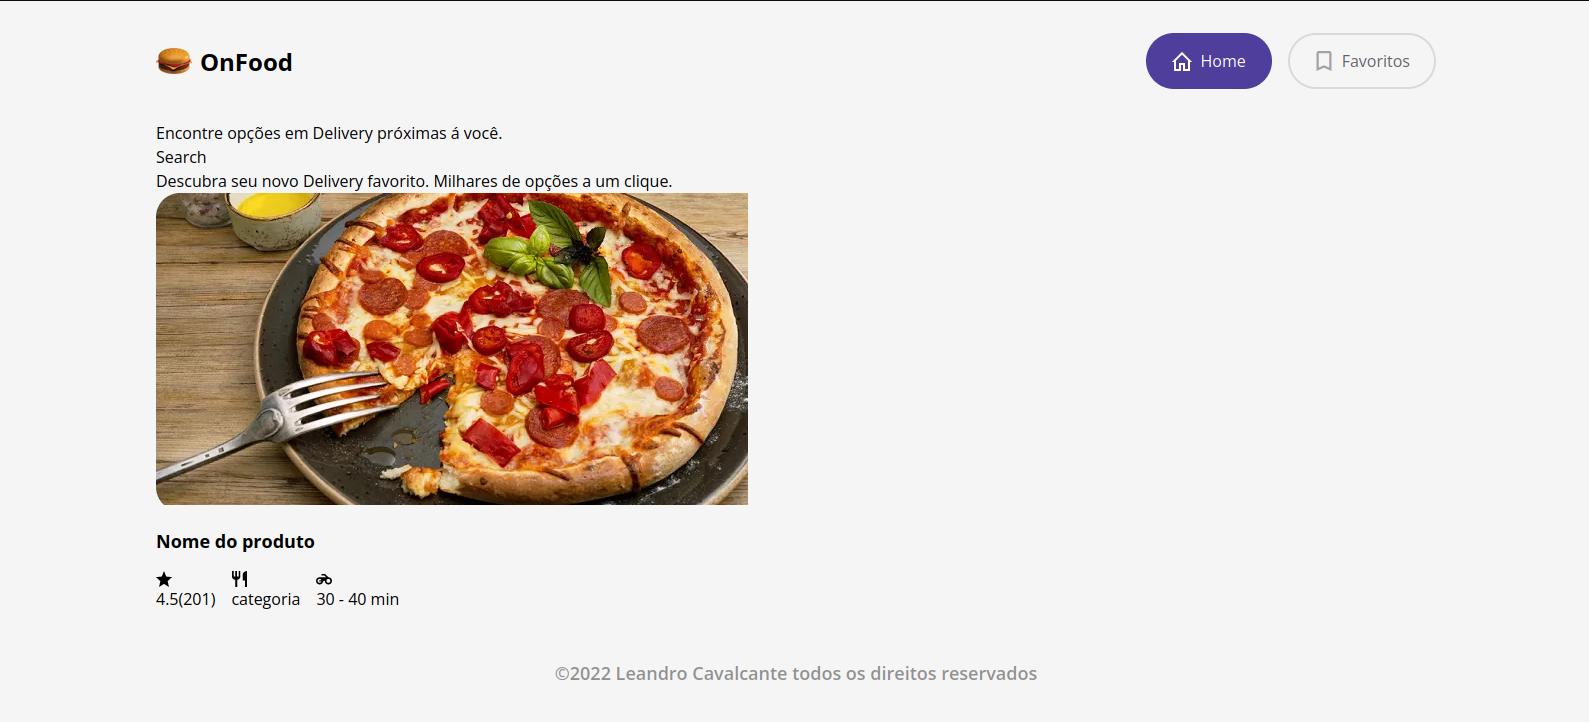 OnFood
Home
Favoritos
Encontre opções em Delivery próximas á você.
Search
Descubra seu novo Delivery favorito. Milhares de opções a um clique.
Nome do produto
4.5(201)
categoria
30 - 40 min
©2022 Leandro Cavalcante todos os direitos reservados